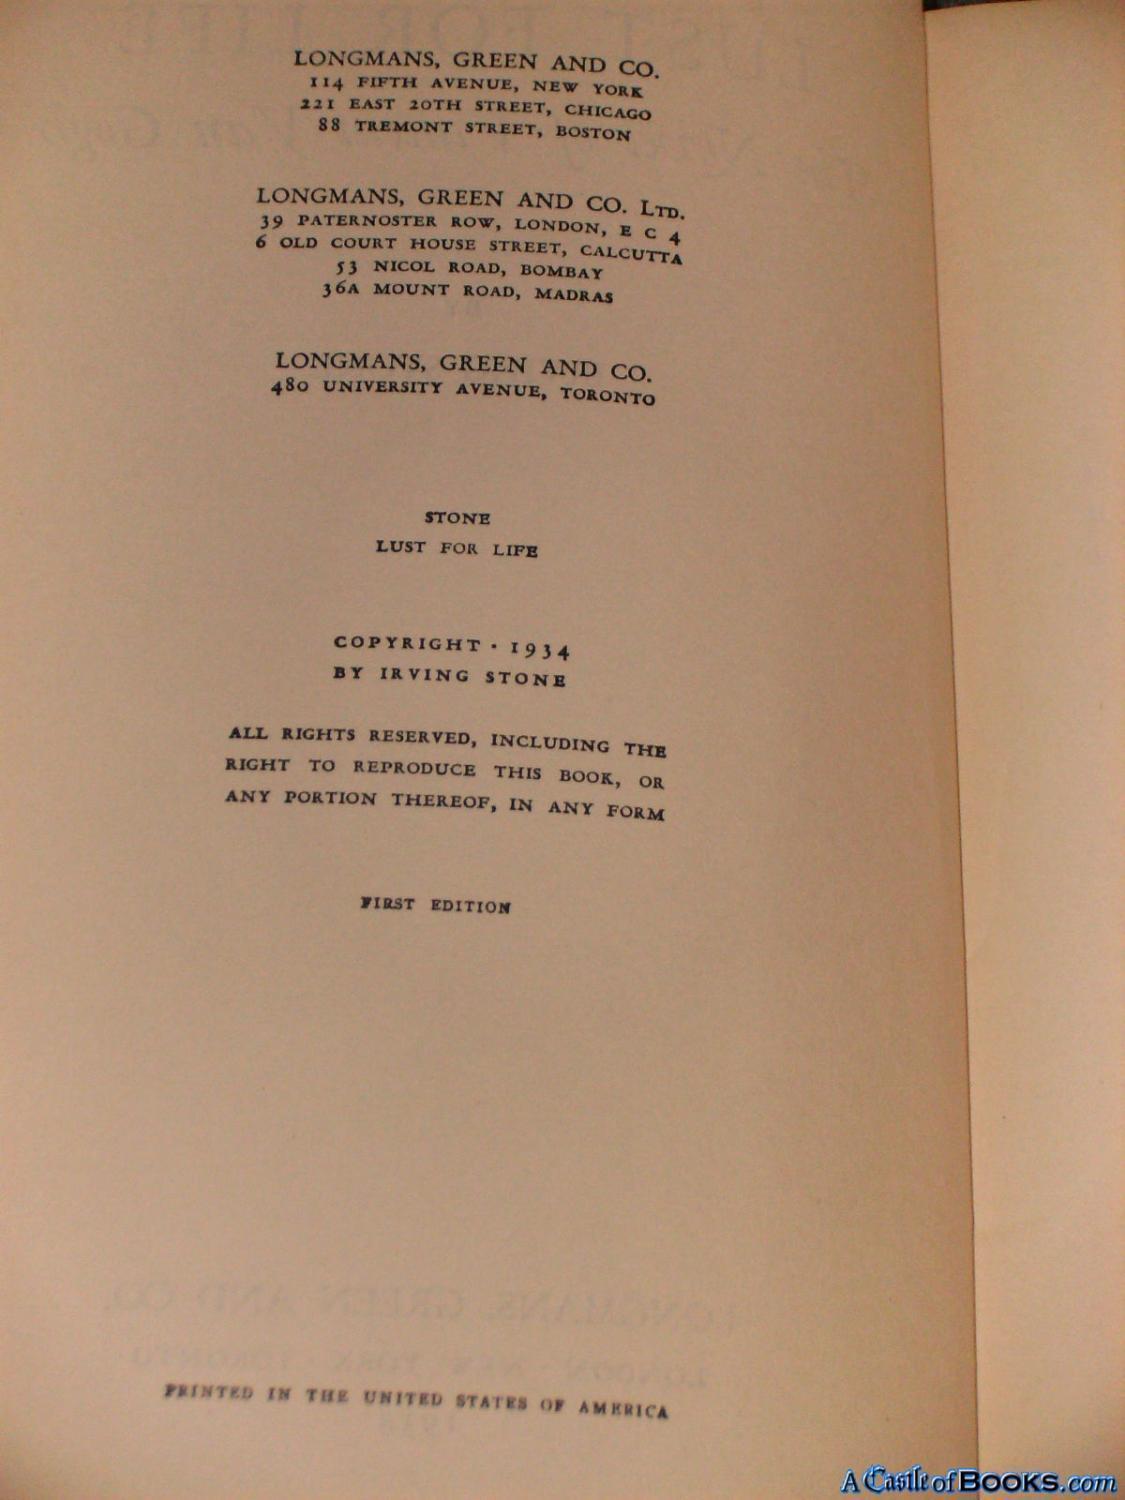 LONGMANS, GREEN AND CO.
114 FIFTH AVENUE, NEW YORK
221 EAST 20TH STREET, CHICAGO
88 TREMONT STREET, BOSTON
LONGMANS, GREEN AND CO. LTD.
39 PATERNOSTER ROW, LONDON, E C 4
6 OLD COURT HOUSE STREET, CALCUTTA
53 NICOL ROAD, BOMBAY
36A MOUNT ROAD, MADRAS
LONGMANS, GREEN AND CO.
480 UNIVERSITY AVENUE, TORONTO
STONE
LUST FOR LIFE
COPYRIGHT · 1934
BY IRVING STONE
ALL RIGHTS RESERVED, INCLUDING THE
RIGHT TO REPRODUCE THIS BOOK, OR
ANY PORTION THEREOF, IN ANY FORM
FIRST EDITION
PRINTED IN THE UNITED STATES OF AMERICA
A Castle of BOOKS.com